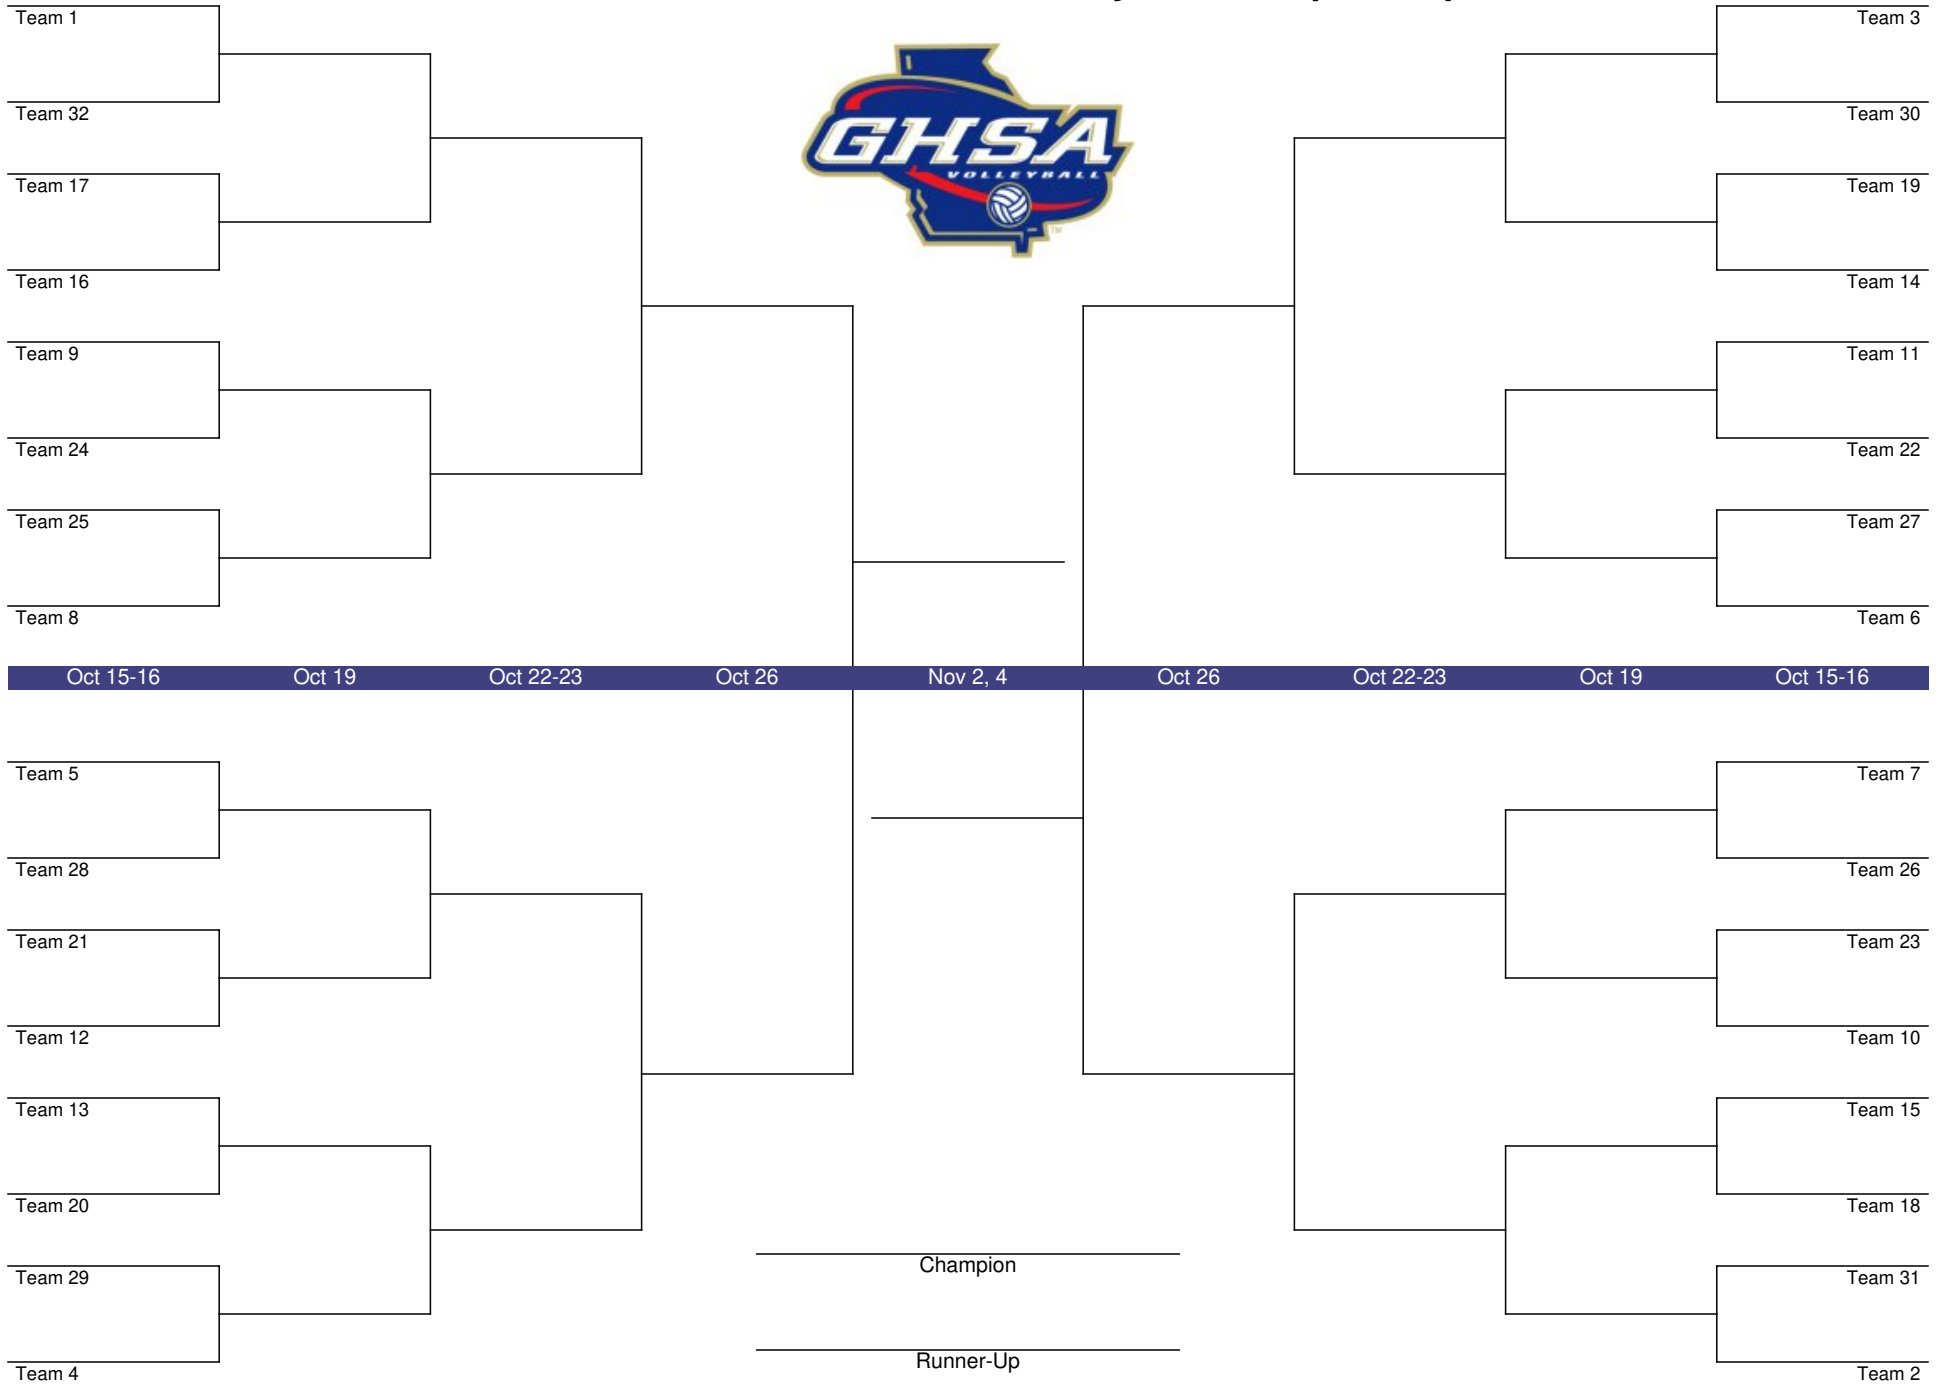 Team 1
Team 3
Team 32
Team 30
Team 17
Team 19
GHSA
VOLLEYBALL
TM
Team 16
Team 14
Team 9
Team 11
Team 24
Team 22
Team 25
Team 27
Team 8
Team 6
Oct 15-16 Oct 19 Oct 22-23 Oct 26 Nov 2, 4 Oct 26 Oct 22-23 Oct 19 Oct 15-16
Team 5
Team 7
Team 28
Team 26
Team 21
Team 23
Team 12
Team 10
Team 13
Team 15
Team 20
Team 18
Champion
Team 29
Team 31
Runner-Up
Team 4
Team 2